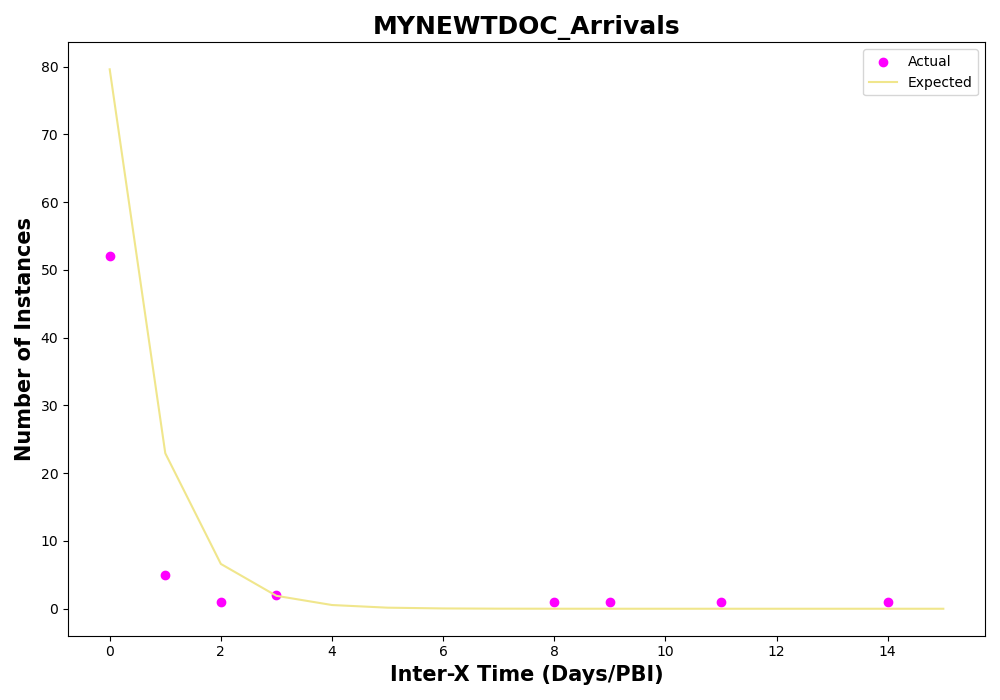 MYNEWTDOC_Arrivals
Actual
Expected
80
70
60
50
40
30
20
10
0
Number of Instances
0 2 4 6 8 10 12 14
Inter-X Time (Days/PBI)